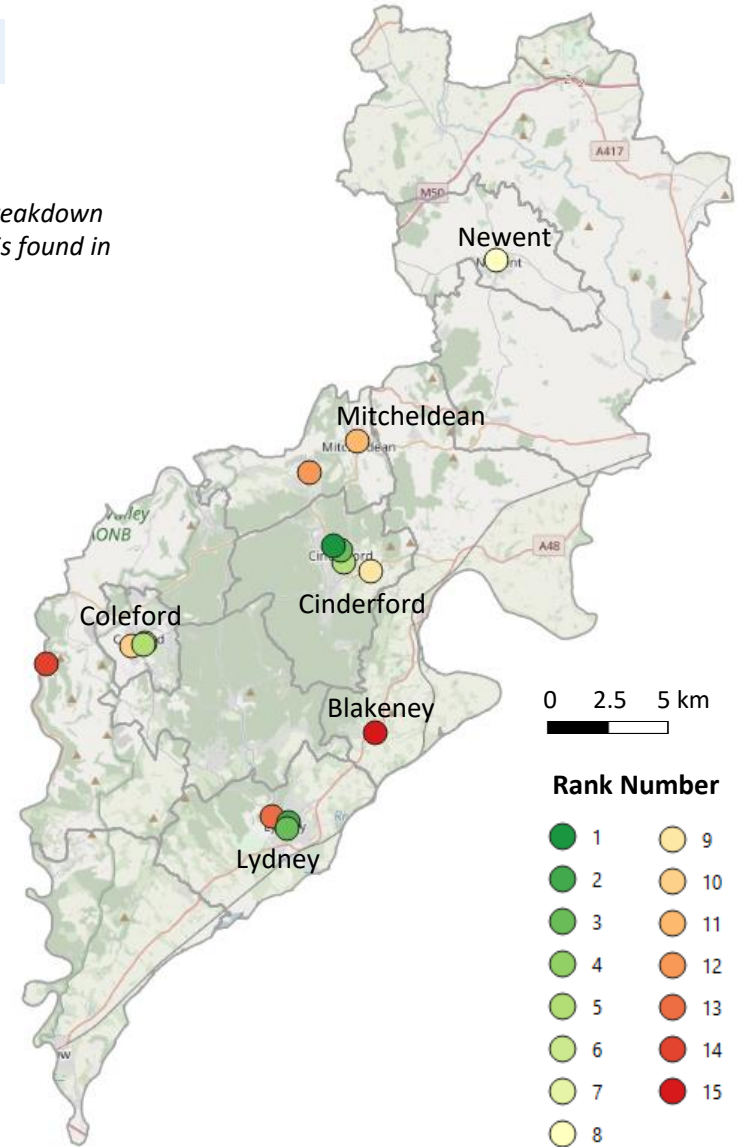 reakdown
is found in
M50
A417
Newent
Mitcheldean
A48
AONB
Cinderford
Coleford
Blakeney
Lydney
0 2.5 5 km
Rank Number
1
2
3
4
5
6
7
8
9
10
11
12
13
14
15